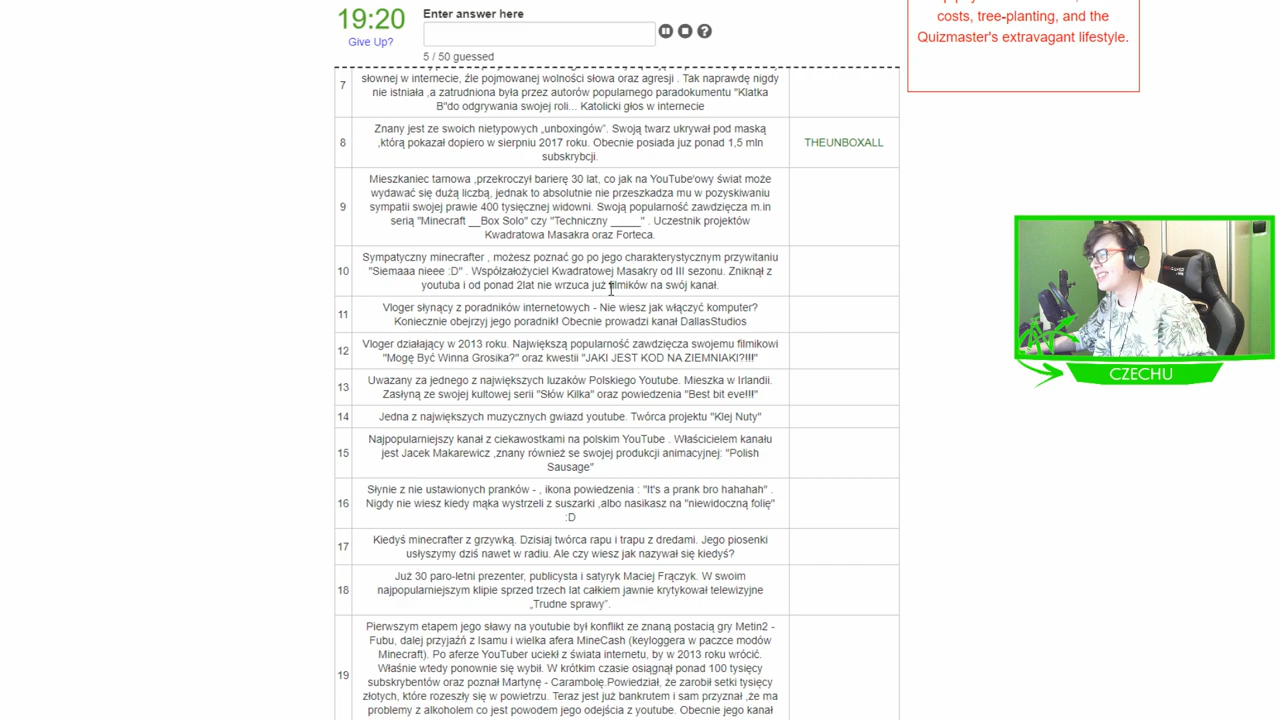 19:20
Give Up?
Enter answer here
5 / 50 guessed
costs, tree-planting, and the
Quizmaster's extravagant lifestyle.
7
słownej w internecie, źle pojmowanej wolności słowa oraz agresji . Tak naprawdę nigdy
nie istniała ,a zatrudniona była przez autorów popularnego paradokumentu "Klatka
B"do odgrywania swojej roli... Katolicki głos w internecie
8
Znany jest ze swoich nietypowych „unboxingów”. Swoją twarz ukrywał pod maską
,którą pokazał dopiero w sierpniu 2017 roku. Obecnie posiada juz ponad 1,5 mln
subskrybcji.
THEUNBOXALL
9
Mieszkaniec tarnowa ,przekroczył barierę 30 lat, co jak na YouTube'owy świat może
wydawać się dużą liczbą, jednak to absolutnie nie przeszkadza mu w pozyskiwaniu
sympatii swojej prawie 400 tysięcznej widowni. Swoją popularność zawdzięcza m.in
serią "Minecraft __Box Solo" czy "Techniczny _____" . Uczestnik projektów
Kwadratowa Masakra oraz Forteca.
10
Sympatyczny minecrafter , możesz poznać go po jego charakterystycznym przywitaniu
"Siemaaa nieee :D" . Współzałożyciel Kwadratowej Masakry od III sezonu. Zniknął z
youtuba i od ponad 2lat nie wrzuca już filmików na swój kanał.
11
Vloger słynący z poradników internetowych - Nie wiesz jak włączyć komputer?
Koniecznie obejrzyj jego poradnik! Obecnie prowadzi kanał DallasStudios
12
Vloger działający w 2013 roku. Największą popularność zawdzięcza swojemu filmikowi
"Mogę Być Winna Grosika?" oraz kwestii "JAKI JEST KOD NA ZIEMNIAKI?!!!"
13
Uwazany za jednego z największych luzaków Polskiego Youtube. Mieszka w Irlandii.
Zasłyną ze swojej kultowej serii "Słów Kilka" oraz powiedzenia "Best bit eve!!!"
14
Jedna z największych muzycznych gwiazd youtube. Twórca projektu "Klej Nuty"
15
Najpopularniejszy kanał z ciekawostkami na polskim YouTube . Właścicielem kanału
jest Jacek Makarewicz ,znany również se swojej produkcji animacyjnej: "Polish
Sausage"
16
Słynie z nie ustawionych pranków - , ikona powiedzenia : "It's a prank bro hahahah" .
Nigdy nie wiesz kiedy mąka wystrzeli z suszarki ,albo nasikasz na "niewidoczną folię"
:D
17
Kiedyś minecrafter z grzywką. Dzisiaj twórca rapu i trapu z dredami. Jego piosenki
usłyszymy dziś nawet w radiu. Ale czy wiesz jak nazywał się kiedyś?
18
Już 30 paro-letni prezenter, publicysta i satyryk Maciej Frączyk. W swoim
najpopularniejszym klipie sprzed trzech lat całkiem jawnie krytykował telewizyjne
„Trudne sprawy”.
19
Pierwszym etapem jego sławy na youtubie był konflikt ze znaną postacią gry Metin2 -
Fubu, dalej przyjaźń z Isamu i wielka afera MineCash (keyloggera w paczce modów
Minecraft). Po aferze YouTuber uciekł z świata internetu, by w 2013 roku wrócić.
Właśnie wtedy ponownie się wybił. W krótkim czasie osiągnął ponad 100 tysięcy
subskrybentów oraz poznał Martynę - Carambolę.Powiedział, że zarobił setki tysięcy
złotych, które rozeszły się w powietrzu. Teraz jest już bankrutem i sam przyznał ,że ma
problemy z alkoholem co jest powodem jego odejścia z youtube. Obecnie jego kanał
CZECHU